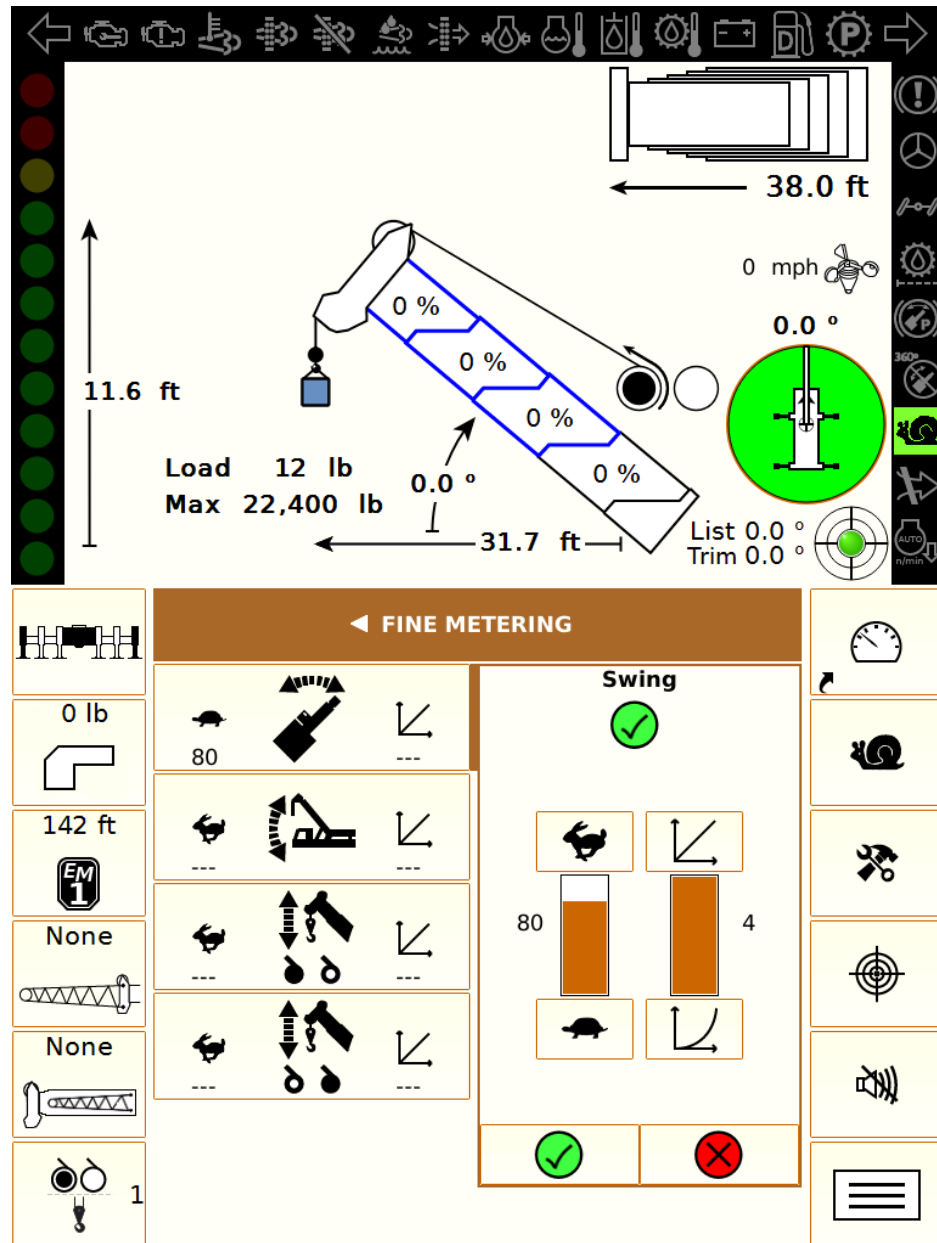 D
P
38.0 ft
0 mph
P
0 %
0.0 °
360°
0 %
11.6 ft
0 %
Load 12 lb
0.0 °
0 %
Max 22,400 lb
31.7 ft
List 0.0 °
Trim 0.0 °
AUTO
n/min
FINE METERING
Swing
0 lb
80
---
142 ft
EM
1
---
---
80
4
None
---
---
None
---
---
1